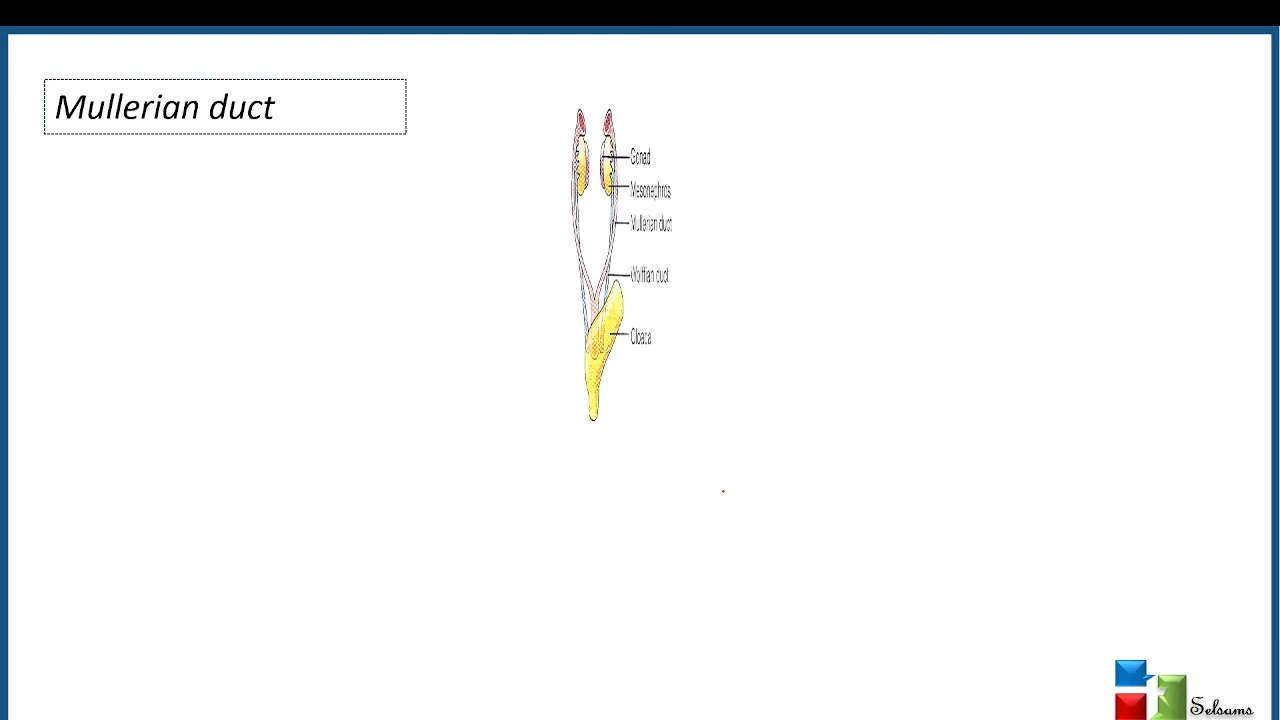 Mullerian duct
Gonad
Mesonephros
Mullerian duct
Wolffian duct
Cloaca
Selsams